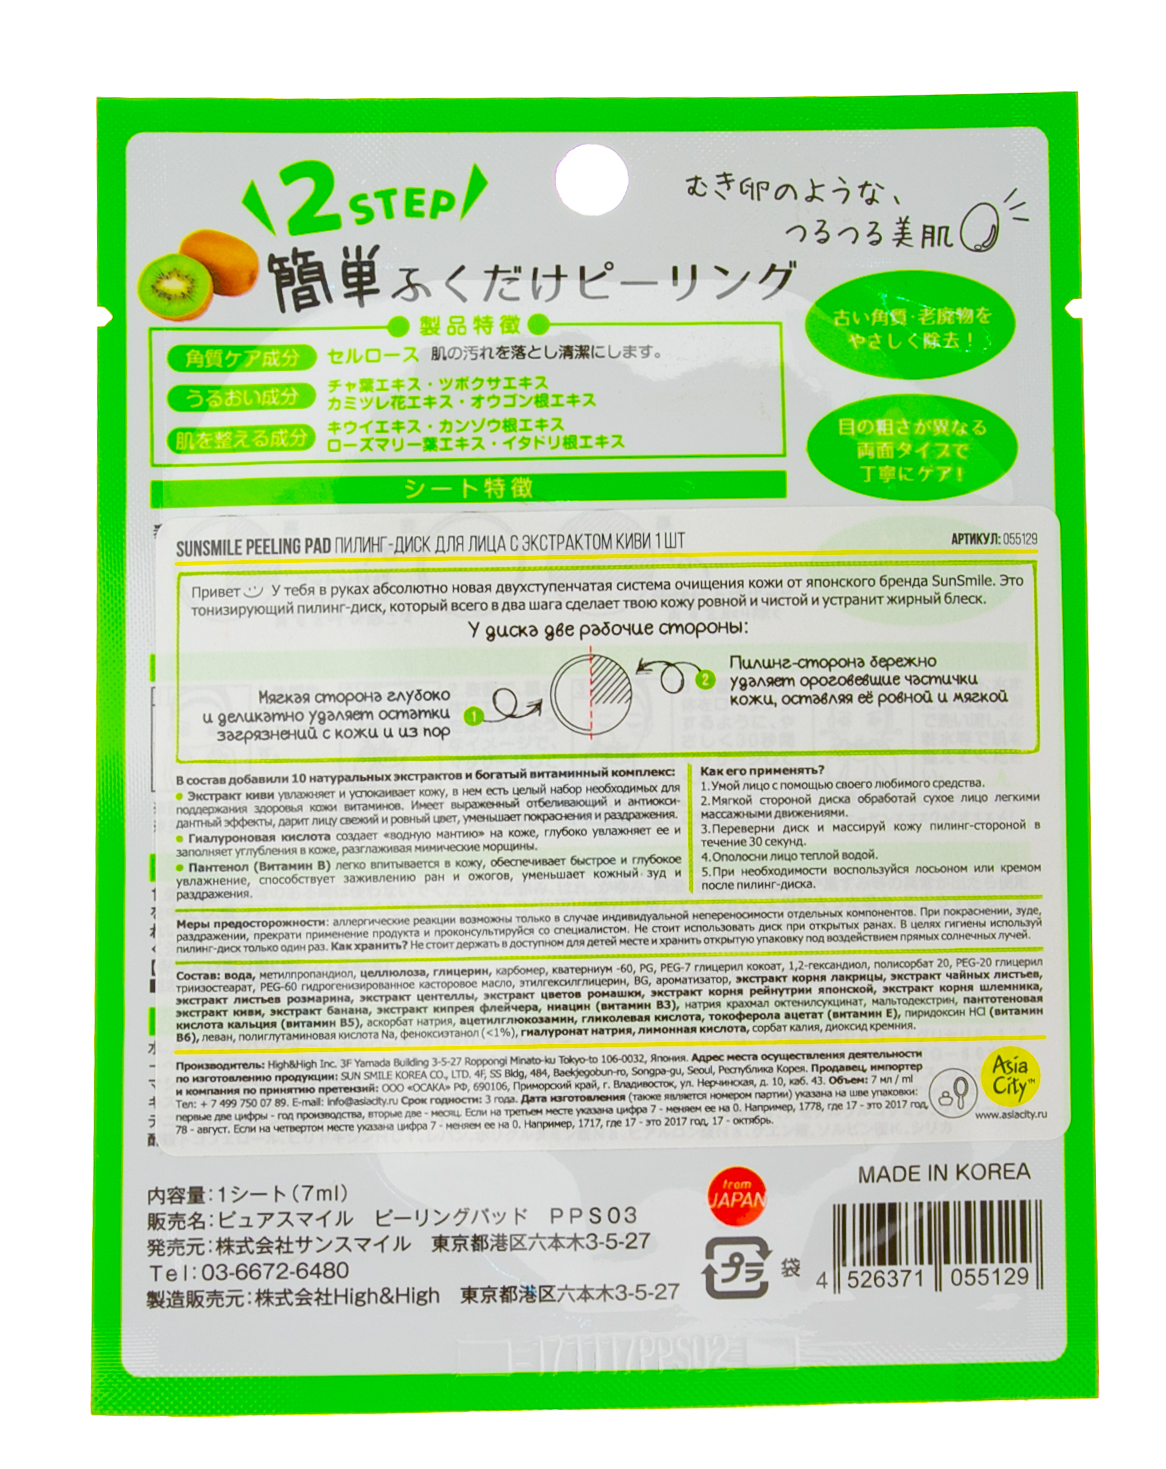 2 STEP
むき卵のような、
つるつる美肌
簡単ふくだけピーリング
製品特徴
角質ケア成分 セルロース 肌の汚れを落とし清潔にします。
うるおい成分 チャ葉エキス・ツボクサエキス
カミツレ花エキス・オウゴン根エキス
肌を整える成分 キウイエキス・カンゾウ根エキス
ローズマリー葉エキス・イタドリ根エキス
古い角質・老廃物を
やさしく除去！
目の粗さが異なる
両面タイプで
丁寧にケア！
シート特徴
SUNSMILE PEELING PAD ПИЛИНГ-ДИСК ДЛЯ ЛИЦА С ЭКСТРАКТОМ КИВИ 1 ШТ
АРТИКУЛ: 055129
Привет У тебя в руках абсолютно новая двухступенчатая система очищения кожи от японского бренда SunSmile. Это
тонизирующий пилинг-диск, который всего в два шага сделает твою кожу ровной и чистой и устранит жирный блеск.
У диска две рабочие стороны:
Мягкая сторона глубоко
и деликатно удаляет остатки
загрязнений с кожи и из пор
1
2
Пилинг-сторона бережно
удаляет ороговевшие частички
кожи, оставляя её ровной и мягкой
В состав добавили 10 натуральных экстрактов и богатый витаминный комплекс:
• Экстракт киви увлажняет и успокаивает кожу, в нем есть целый набор необходимых для
поддержания здоровья кожи витаминов. Имеет выраженный отбеливающий и антиокси-
дантный эффекты, дарит лицу свежий и ровный цвет, уменьшает покраснения и раздражения.
• Гиалуроновая кислота создает «водную мантию» на коже, глубоко увлажняет ее и
заполняет углубления в коже, разглаживая мимические морщины.
• Пантенол (Витамин В) легко впитывается в кожу, обеспечивает быстрое и глубокое
увлажнение, способствует заживлению ран и ожогов, уменьшает кожный зуд и
раздражения.
Как его применять?
1.Умой лицо с помощью своего любимого средства.
2.Мягкой стороной диска обработай сухое лицо легкими
массажными движениями.
3.Переверни диск и массируй кожу пилинг-стороной в
течение 30 секунд.
4.Ополосни лицо теплой водой.
5.При необходимости воспользуйся лосьоном или кремом
после пилинг-диска.
Меры предосторожности: аллергические реакции возможны только в случае индивидуальной непереносимости отдельных компонентов. При покраснении, зуде,
раздражении, прекрати применение продукта и проконсультируйся со специалистом. Не стоит использовать диск при открытых ранах. В целях гигиены используй
пилинг-диск только один раз. Как хранить? Не стоит держать в доступном для детей месте и хранить открытую упаковку под воздействием прямых солнечных лучей.
Состав: вода, метилпропандиол, целлюлоза, глицерин, карбомер, кватерниум -60, PG, PEG-7 глицерил кокоат, 1,2-гександиол, полисорбат 20, PEG-20 глицерил
триизостеарат, PEG-60 гидрогенизированное касторовое масло, этилгексилглицерин, BG, ароматизатор, экстракт корня лакрицы, экстракт чайных листьев,
экстракт листьев розмарина, экстракт центеллы, экстракт цветов ромашки, экстракт корня рейнутрии японской, экстракт корня шлемника,
экстракт киви, экстракт банана, экстракт кипрея флейчера, ниацин (витамин В3), натрия крахмал октенилсукцинат, мальтодекстрин, пантотеновая
кислота кальция (витамин В5), аскорбат натрия, ацетилглюкозамин, гликолевая кислота, токоферола ацетат (витамин Е), пиридоксин HCl (витамин
В6), леван, полиглутаминовая кислота Na, феноксиэтанол (<1%), гиалуронат натрия, лимонная кислота, сорбат калия, диоксид кремния.
Производитель: High&High Inc. 3F Yamada Building 3-5-27 Roppongi Minato-ku Tokyo-to 106-0032, Япония. Адрес места осуществления деятельности
по изготовлению продукции: SUN SMILE KOREA CO., LTD. 4F, SS Bldg, 484, Baekjegobun-ro, Songpa-gu, Seoul, Республика Корея. Продавец, импортер
и компания по принятию претензий: ООО «ОСАКА» РФ, 690106, Приморский край, г. Владивосток, ул. Нерчинская, д. 10, каб. 43. Объем: 7 мл / ml
Тел: + 7 499 750 07 89. E-mail: info@asiacity.ru Срок годности: 3 года. Дата изготовления (также является номером партии) указана на шве упаковки:
первые две цифры - год производства, вторые две - месяц. Если на третьем месте указана цифра 7 - меняем ее на 0. Например, 1778, где 17 - это 2017 год,
78 - август. Если на четвертом месте указана цифра 7 - меняем ее на 0. Например, 1717, где 17 - это 2017 год, 17 - октябрь.
Asia
City™
www.asiacity.ru
内容量：1シート（7ml）
販売名：ピュアスマイル ピーリングパッド PPS03
発売元：株式会社サンスマイル 東京都港区六本木3-5-27
Tel：03-6672-6480
製造販売元：株式会社High&High 東京都港区六本木3-5-27
from
JAPAN
プラ 袋
MADE IN KOREA
4 526371 055129
171117PPS02